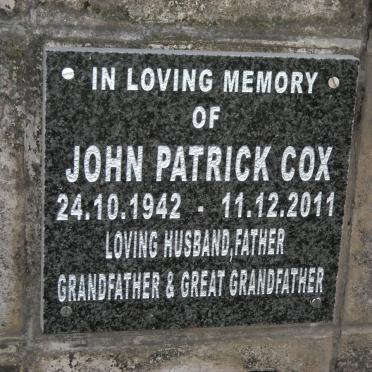 IN LOVING MEMORY
OF
JOHN PATRICK COX
24.10.1942 - 11.12.2011
LOVING HUSBAND,FATHER
GRANDFATHER & GREAT GRANDFATHER